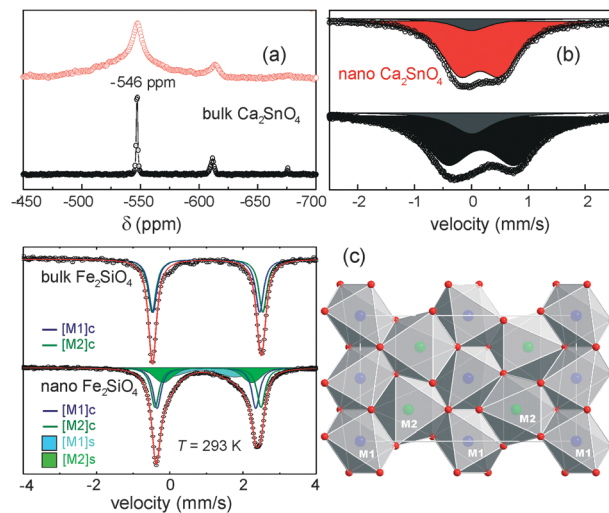 (a)
-546 ppm
bulk Ca₂SnO₄
-450 -500 -550 -600 -650 -700
δ (ppm)
(b)
nano Ca₂SnO₄
-2 -1 0 1 2
velocity (mm/s)
bulk Fe₂SiO₄
[M1]c
[M2]c
nano Fe₂SiO₄
[M1]c
[M2]c
[M1]s
[M2]s
T = 293 K
-4 -2 0 2 4
velocity (mm/s)
(c)
M2 M2
M1 M1 M1